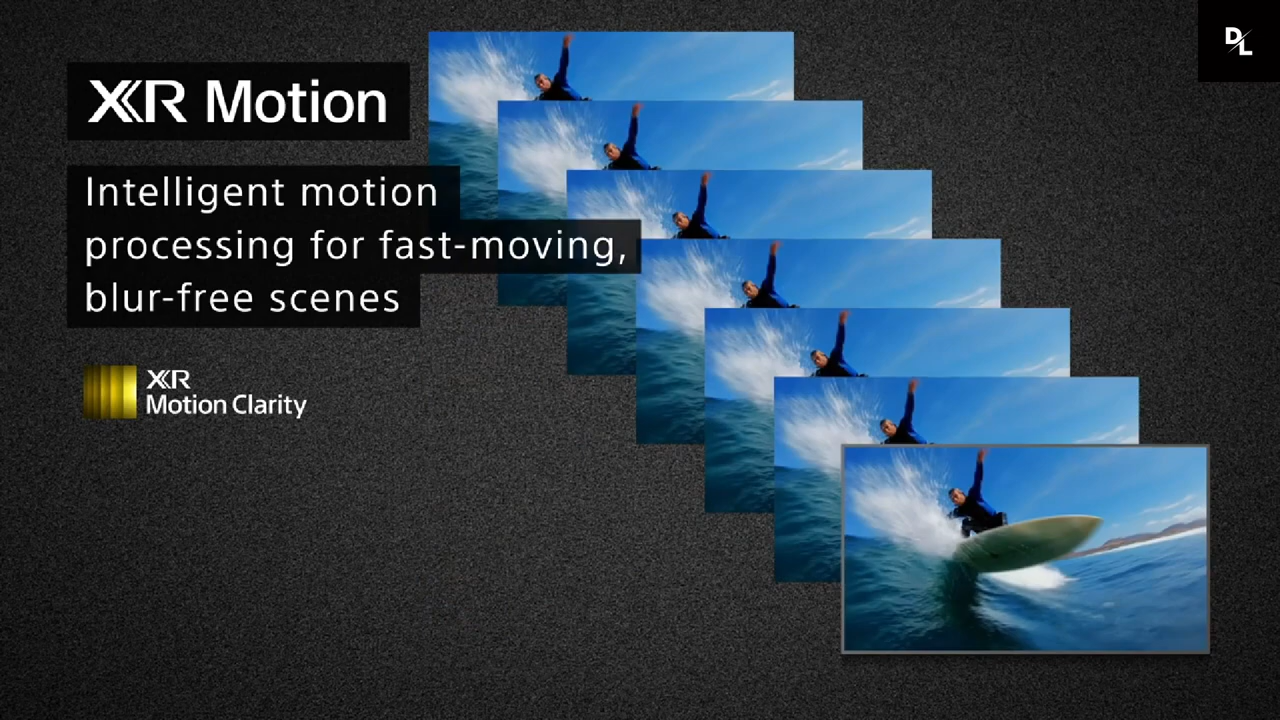 XR Motion
Intelligent motion
processing for fast-moving,
blur-free scenes
XR
Motion Clarity
DL